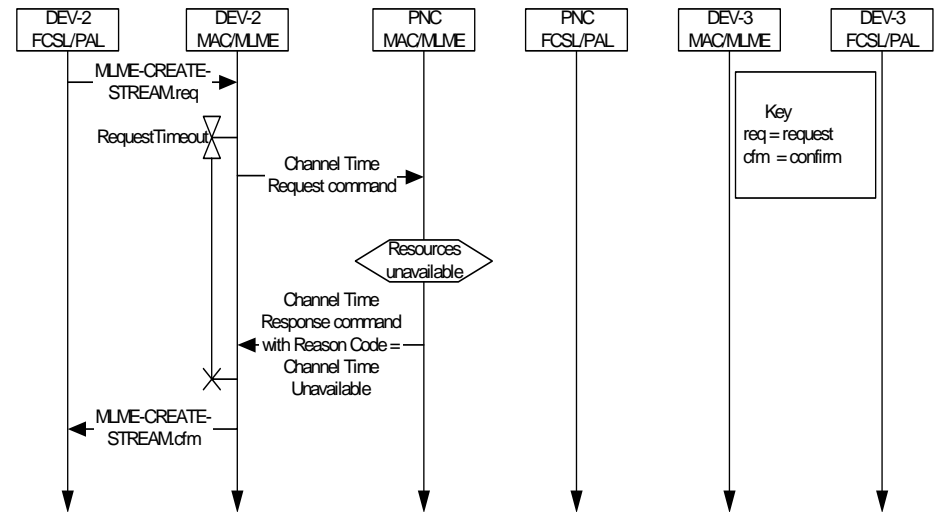 DEV-2
FCSL/PAL
DEV-2
MAC/MLME
PNC
MAC/MLME
PNC
FCSL/PAL
DEV-3
MAC/MLME
DEV-3
FCSL/PAL
MLME-CREATE-
STREAM.req
Key
req = request
cfm = confirm
RequestTimeout
Channel Time
Request command
Resources
unavailable
Channel Time
Response command
with Reason Code =
Channel Time
Unavailable
MLME-CREATE-
STREAM.cfm